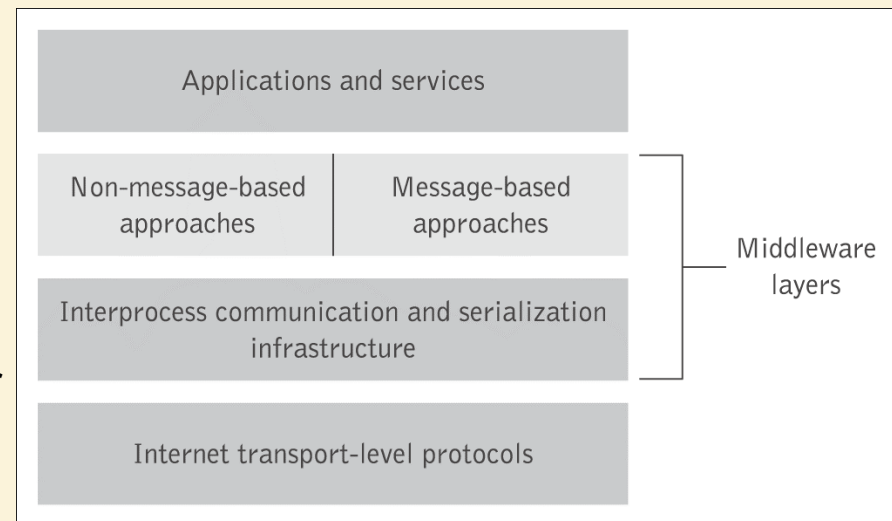 Applications and services
Non-message-based
approaches
Message-based
approaches
Middleware
layers
Interprocess communication and serialization
infrastructure
Internet transport-level protocols